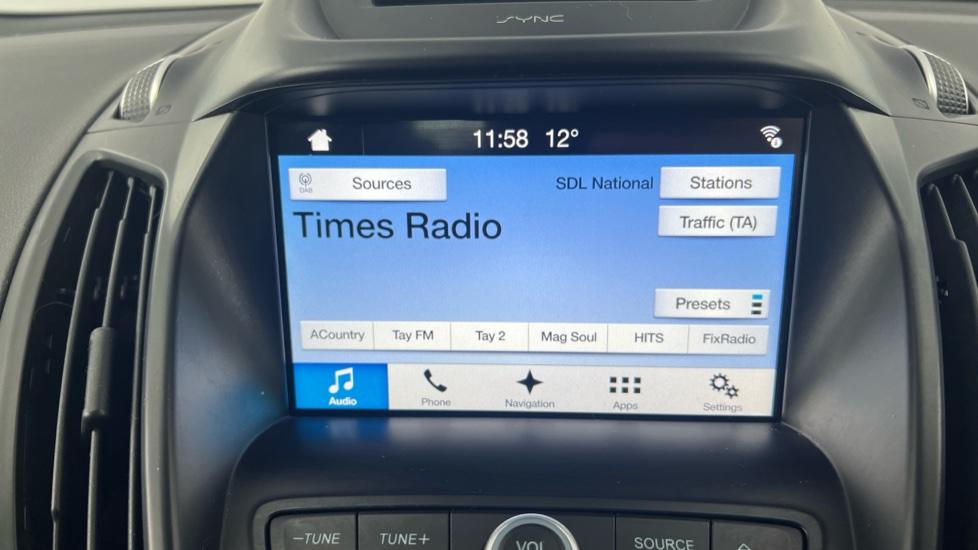 SYNC
11:58 12°
DAB Sources SDL National Stations
Times Radio Traffic (TA)
Presets
ACountry Tay FM Tay 2 Mag Soul HITS FixRadio
Audio Phone Navigation Apps Settings
–TUNE TUNE+ VOL SOURCE